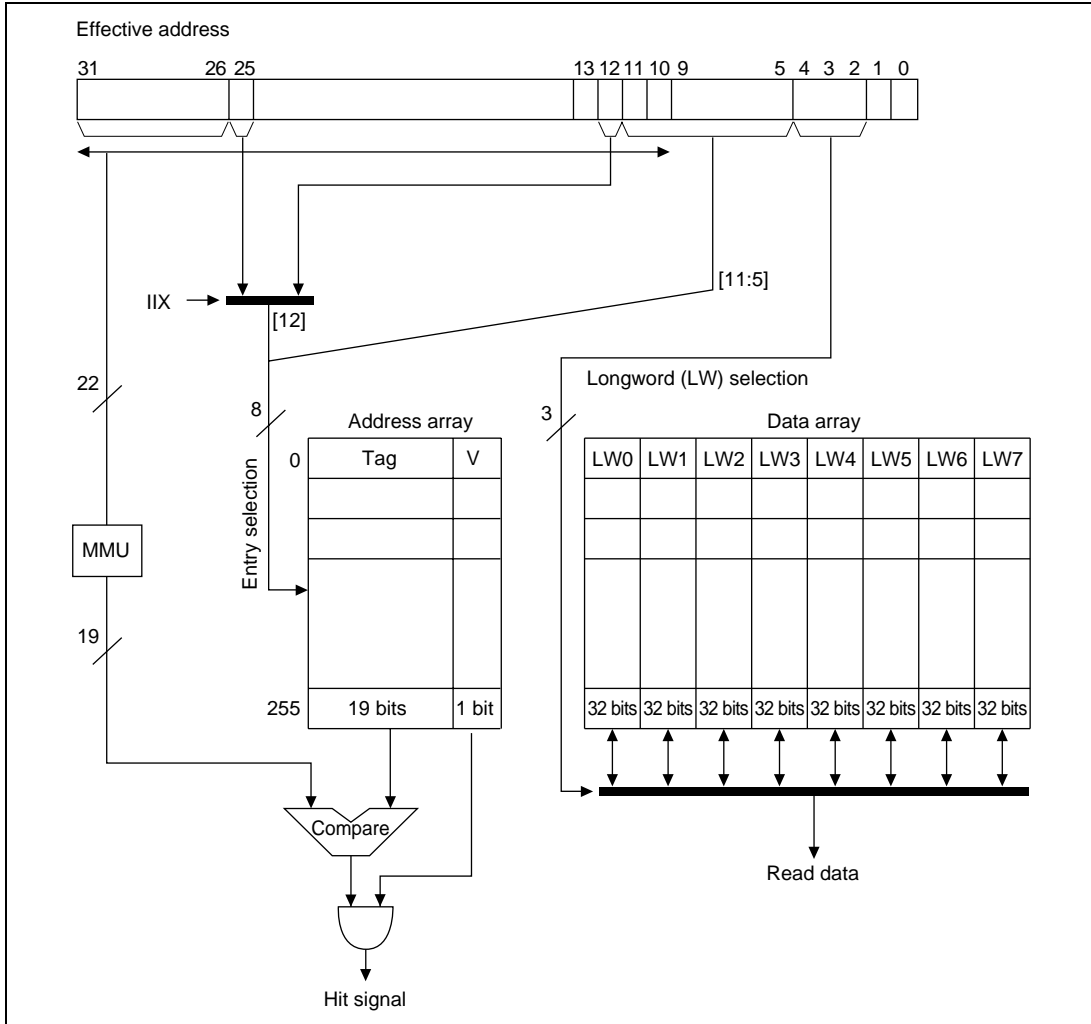 Effective address
31 26 25 13 12 11 10 9 5 4 3 2 1 0
IIX
[12]
[11:5]
22
8
3
Longword (LW) selection
Entry selection
Address array
Data array
0 Tag V
LW0 LW1 LW2 LW3 LW4 LW5 LW6 LW7
MMU
19
255 19 bits 1 bit
32 bits 32 bits 32 bits 32 bits 32 bits 32 bits 32 bits 32 bits
Compare
Read data
Hit signal